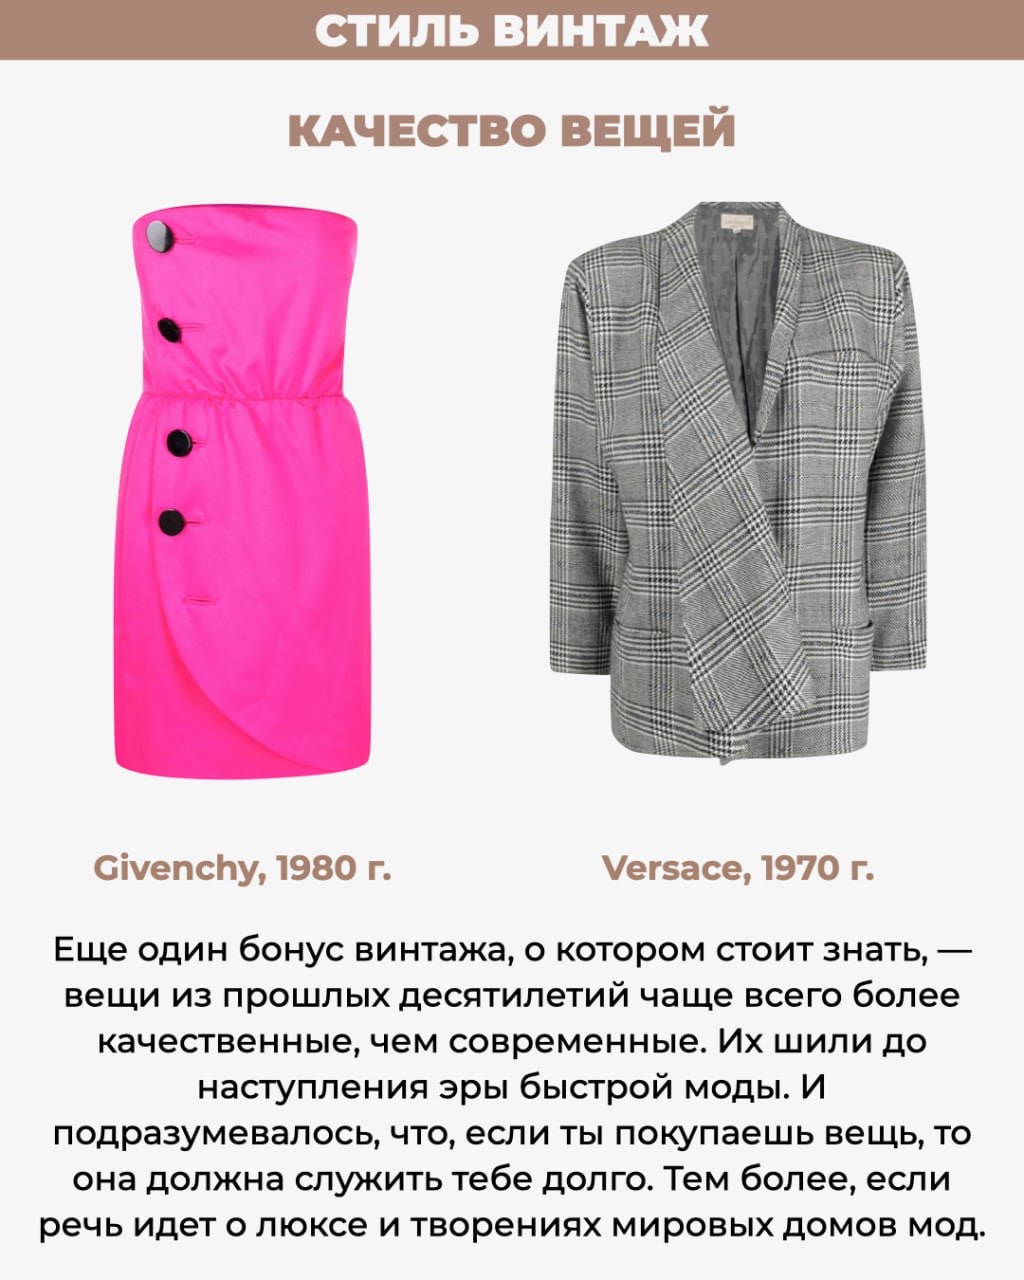 СТИЛЬ ВИНТАЖ
КАЧЕСТВО ВЕЩЕЙ
Givenchy, 1980 г.
Versace, 1970 г.
Еще один бонус винтажа, о котором стоит знать, —
вещи из прошлых десятилетий чаще всего более
качественные, чем современные. Их шили до
наступления эры быстрой моды. И
подразумевалось, что, если ты покупаешь вещь, то
она должна служить тебе долго. Тем более, если
речь идет о люксе и творениях мировых домов мод.